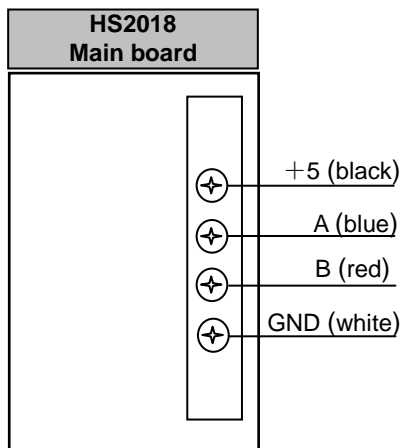 HS2018
Main board
+5 (black)
A (blue)
B (red)
GND (white)